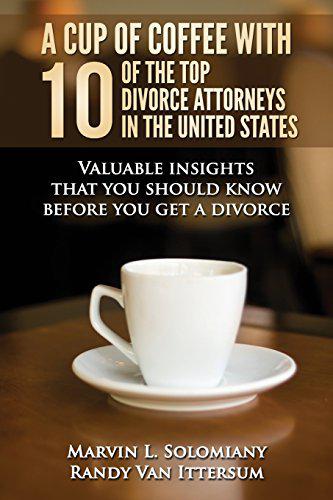 A CUP OF COFFEE WITH
10 OF THE TOP
DIVORCE ATTORNEYS
IN THE UNITED STATES
VALUABLE INSIGHTS
THAT YOU SHOULD KNOW
BEFORE YOU GET A DIVORCE
MARVIN L. SOLOMIANY
RANDY VAN ITTERSUM